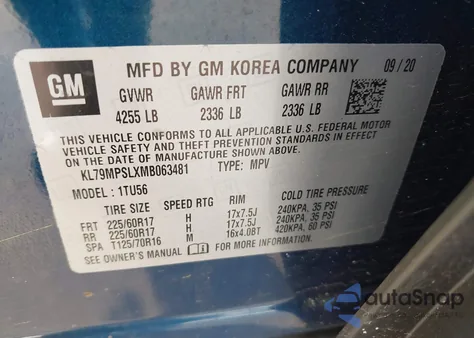 GM MFD BY GM KOREA COMPANY 09/20
GVWR GAWR FRT GAWR RR
4255 LB 2336 LB 2336 LB
THIS VEHICLE CONFORMS TO ALL APPLICABLE U.S. FEDERAL MOTOR
VEHICLE SAFETY AND THEFT PREVENTION STANDARDS IN EFFECT ON THE
DATE OF MANUFACTURE SHOWN ABOVE.
KL79MPSLXMB063481 TYPE: MPV
MODEL: 1TU56
TIRE SIZE SPEED RTG RIM COLD TIRE PRESSURE
FRT 225/60R17 H 17x7.5J 240KPA, 35 PSI
RR 225/60R17 H 17x7.5J 240KPA, 35 PSI
SPA T125/70R16 M 16x4.0BT 420KPA, 60 PSI
SEE OWNER'S MANUAL FOR MORE INFORMATION.
autoSnap